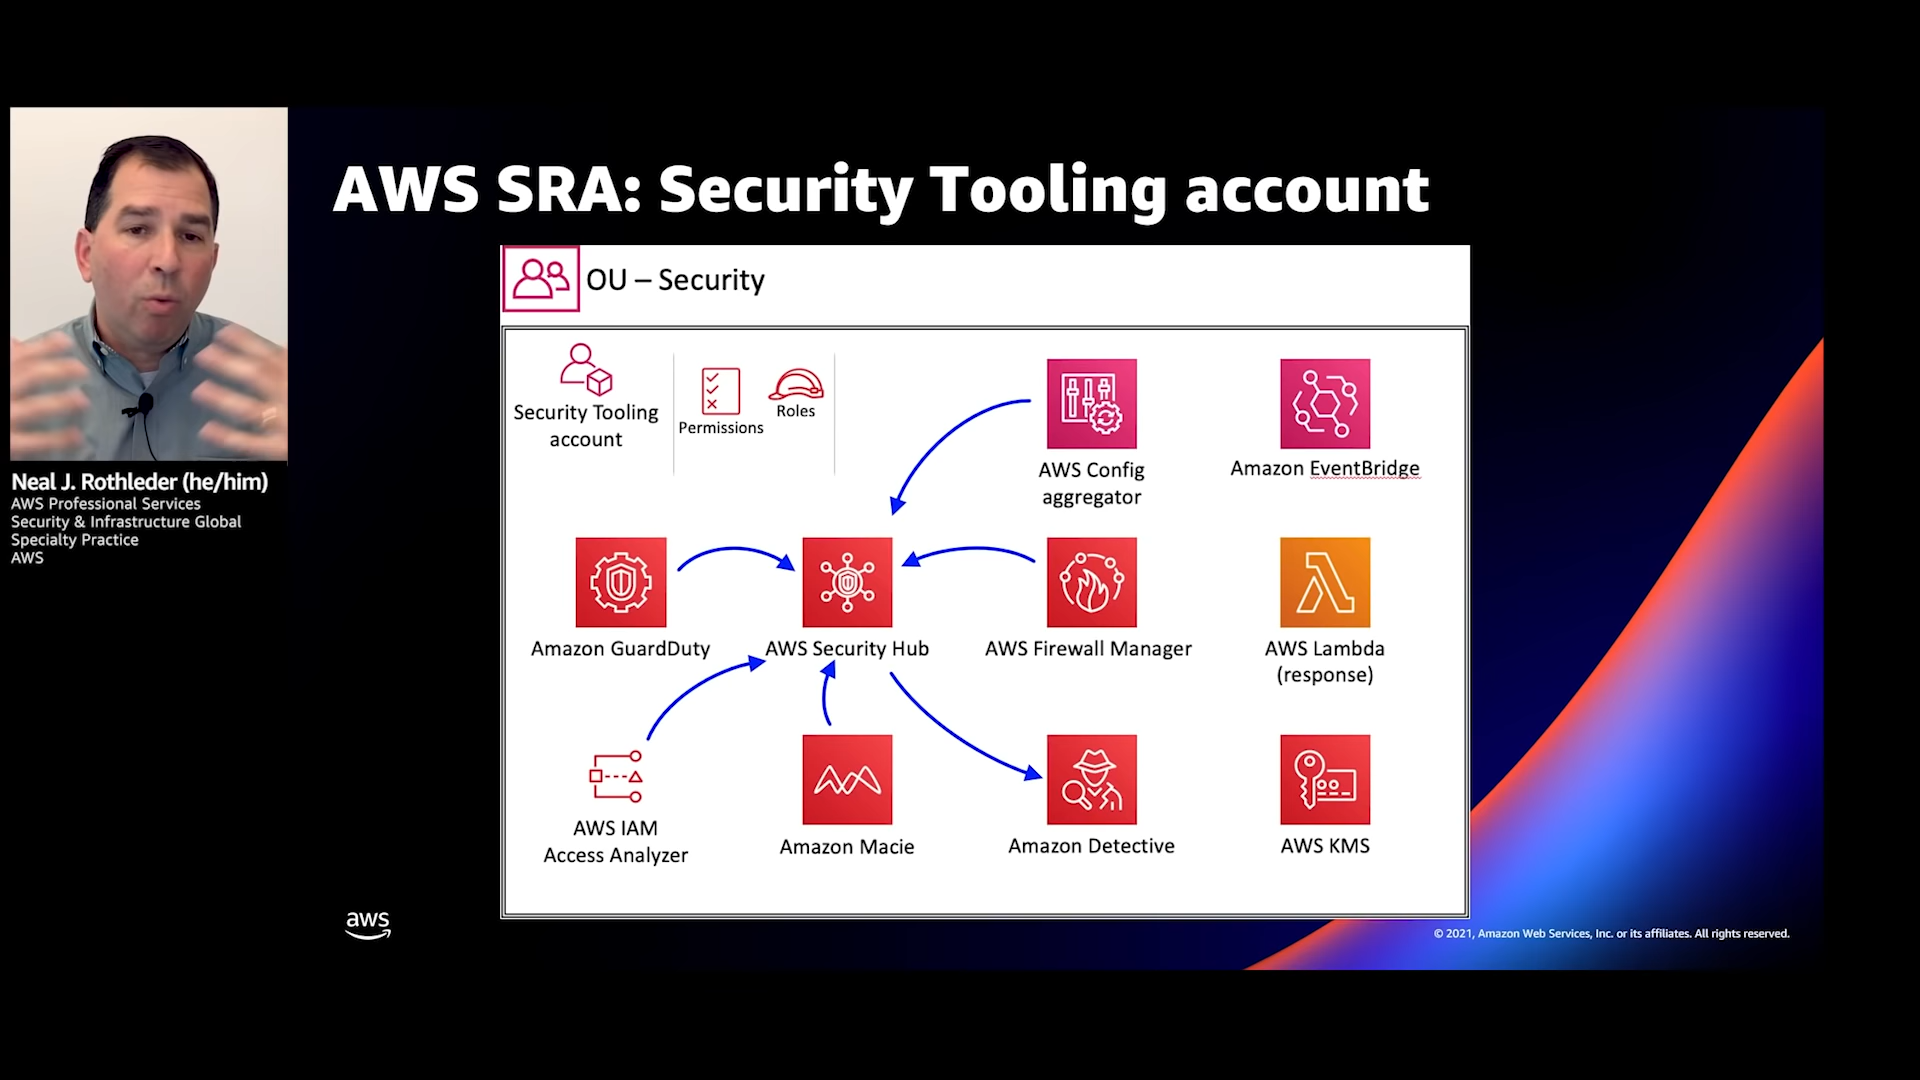 AWS SRA: Security Tooling account
OU – Security
Security Tooling
account
Permissions
Roles
AWS Config
aggregator
Amazon EventBridge
Amazon GuardDuty
AWS Security Hub
AWS Firewall Manager
AWS Lambda
(response)
AWS IAM
Access Analyzer
Amazon Macie
Amazon Detective
AWS KMS
Neal J. Rothleder (he/him)
AWS Professional Services
Security & Infrastructure Global
Specialty Practice
AWS
aws
© 2021, Amazon Web Services, Inc. or its affiliates. All rights reserved.